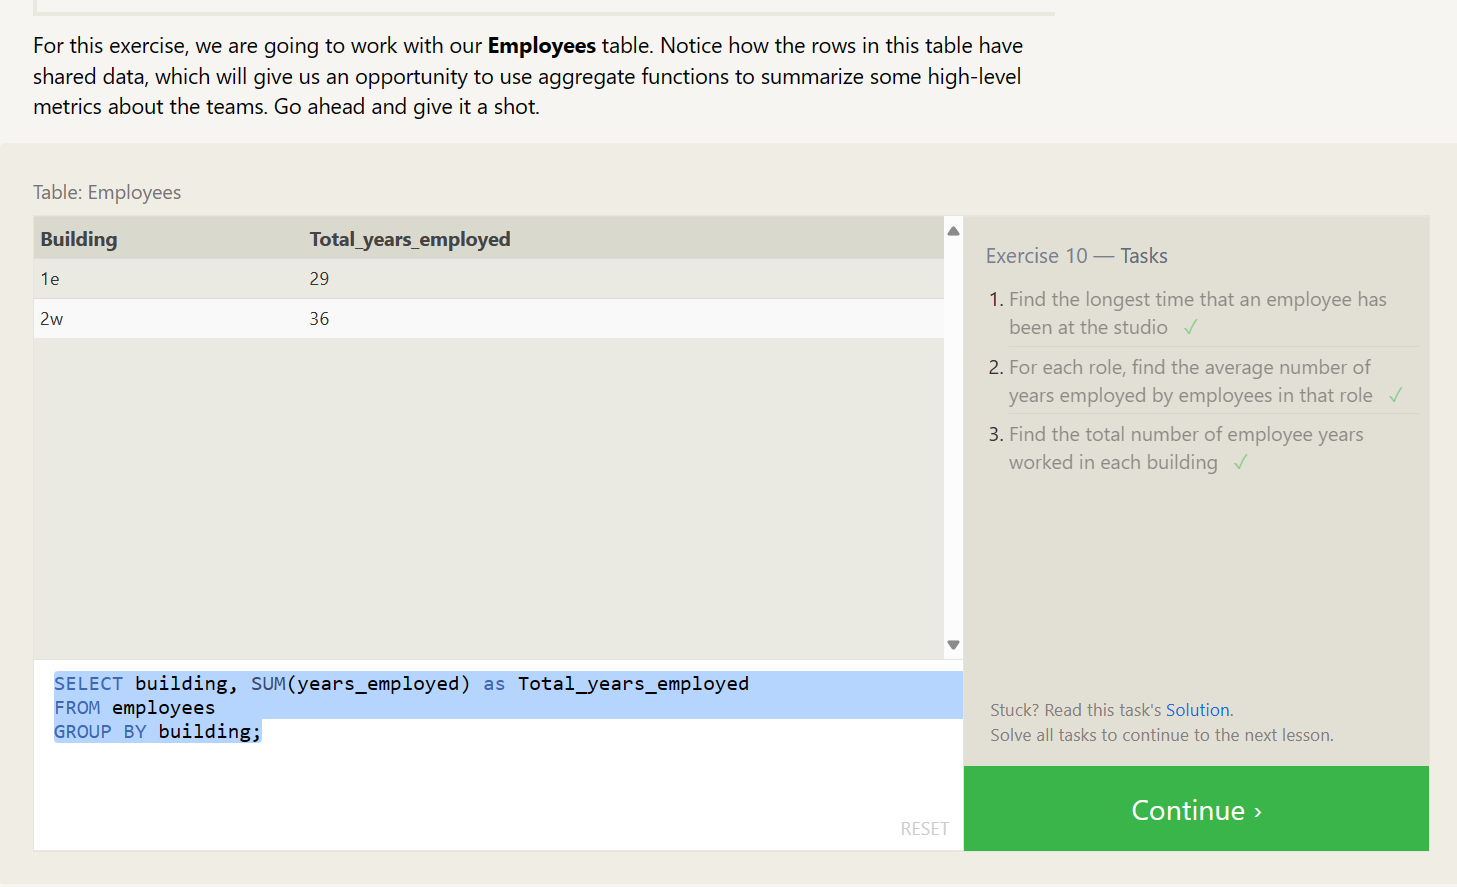 For this exercise, we are going to work with our Employees table. Notice how the rows in this table have
shared data, which will give us an opportunity to use aggregate functions to summarize some high-level
metrics about the teams. Go ahead and give it a shot.
Table: Employees
Building Total_years_employed
1e 29
2w 36
SELECT building, SUM(years_employed) as Total_years_employed
FROM employees
GROUP BY building;
RESET
Exercise 10 — Tasks
1. Find the longest time that an employee has
been at the studio ✓
2. For each role, find the average number of
years employed by employees in that role ✓
3. Find the total number of employee years
worked in each building ✓
Stuck? Read this task's Solution.
Solve all tasks to continue to the next lesson.
Continue ›